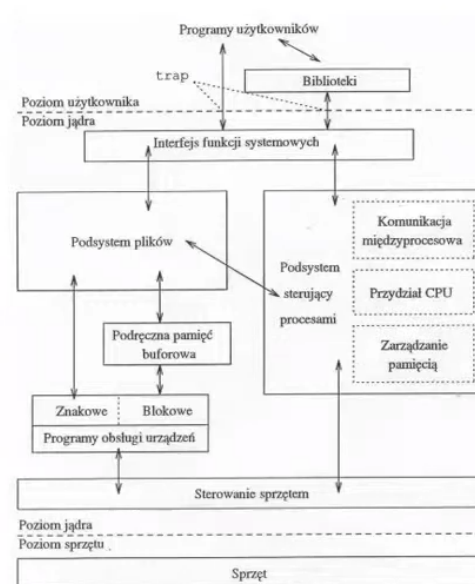 Programy użytkowników
trap
Biblioteki
Poziom użytkownika
Poziom jądra
Interfejs funkcji systemowych
Podsystem plików
Podsystem
sterujący
procesami
Komunikacja
międzyprocesowa
Przydział CPU
Zarządzanie
pamięcią
Podręczna pamięć
buforowa
Znakowe
Blokowe
Programy obsługi urządzeń
Sterowanie sprzętem
Poziom jądra
Poziom sprzętu
Sprzęt